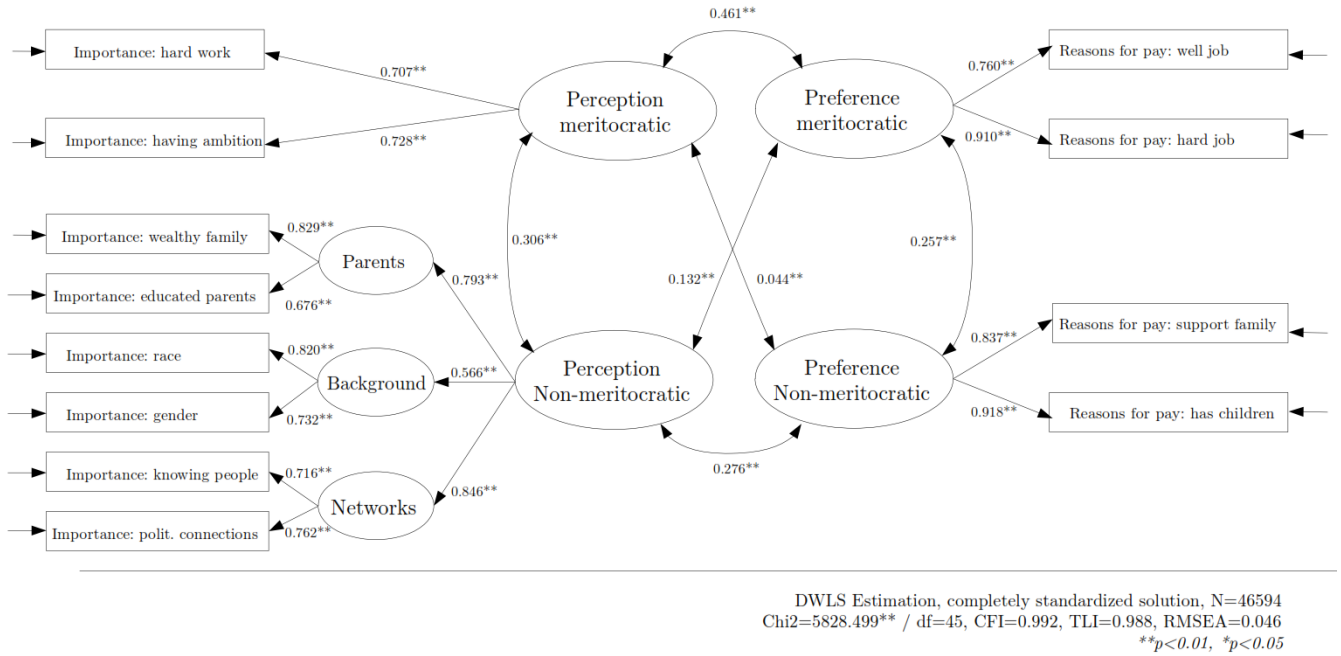 0.461**
Importance: hard work
Reasons for pay: well job
0.707**
0.760**
Perception
meritocratic
Preference
meritocratic
Importance: having ambition
0.728**
0.910**
Reasons for pay: hard job
Importance: wealthy family
0.829**
Parents
0.306**
0.257**
0.793**
0.132**
0.044**
Importance: educated parents
0.676**
Importance: race
0.820**
Background
0.566**
Perception
Non-meritocratic
Preference
Non-meritocratic
0.837**
Reasons for pay: support family
Importance: gender
0.732**
0.918**
Reasons for pay: has children
Importance: knowing people
0.716**
0.276**
Networks
0.846**
Importance: polit. connections
0.762**
DWLS Estimation, completely standardized solution, N=46594
Chi2=5828.499** / df=45, CFI=0.992, TLI=0.988, RMSEA=0.046
**p<0.01, *p<0.05